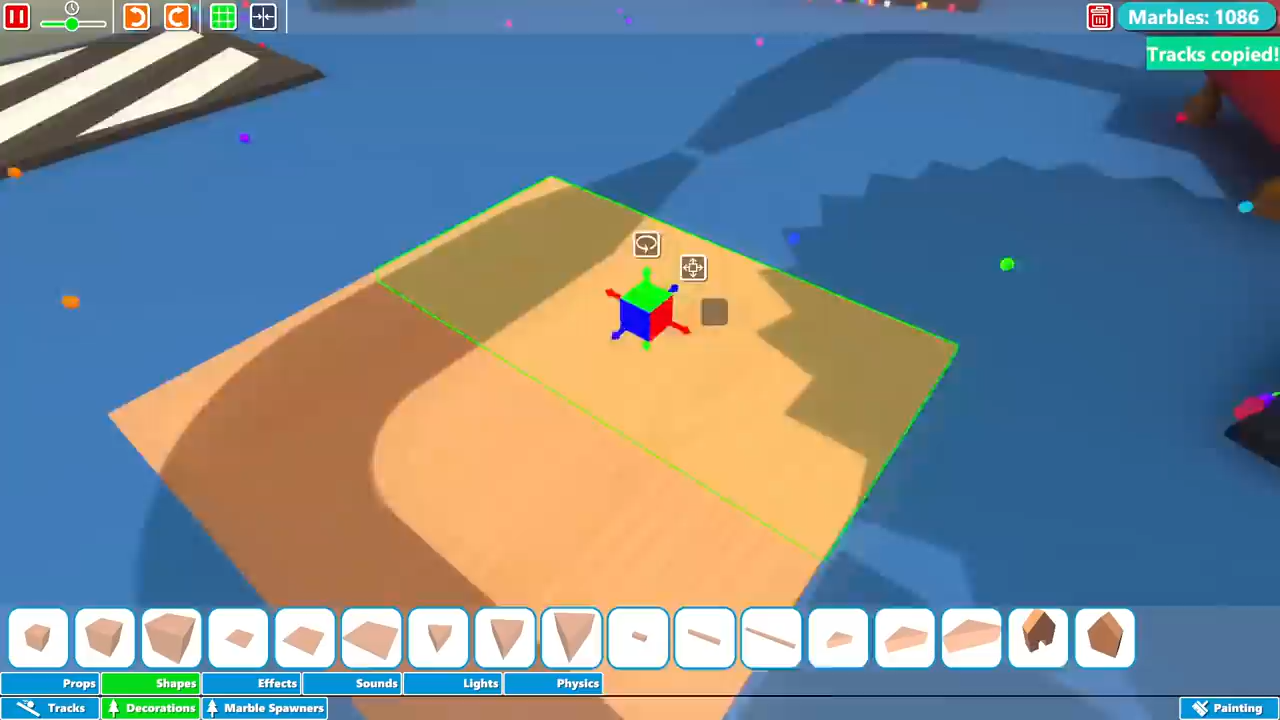 Marbles: 1086
Tracks copied!
Props
Shapes
Effects
Sounds
Lights
Physics
Tracks
Decorations
Marble Spawners
Painting